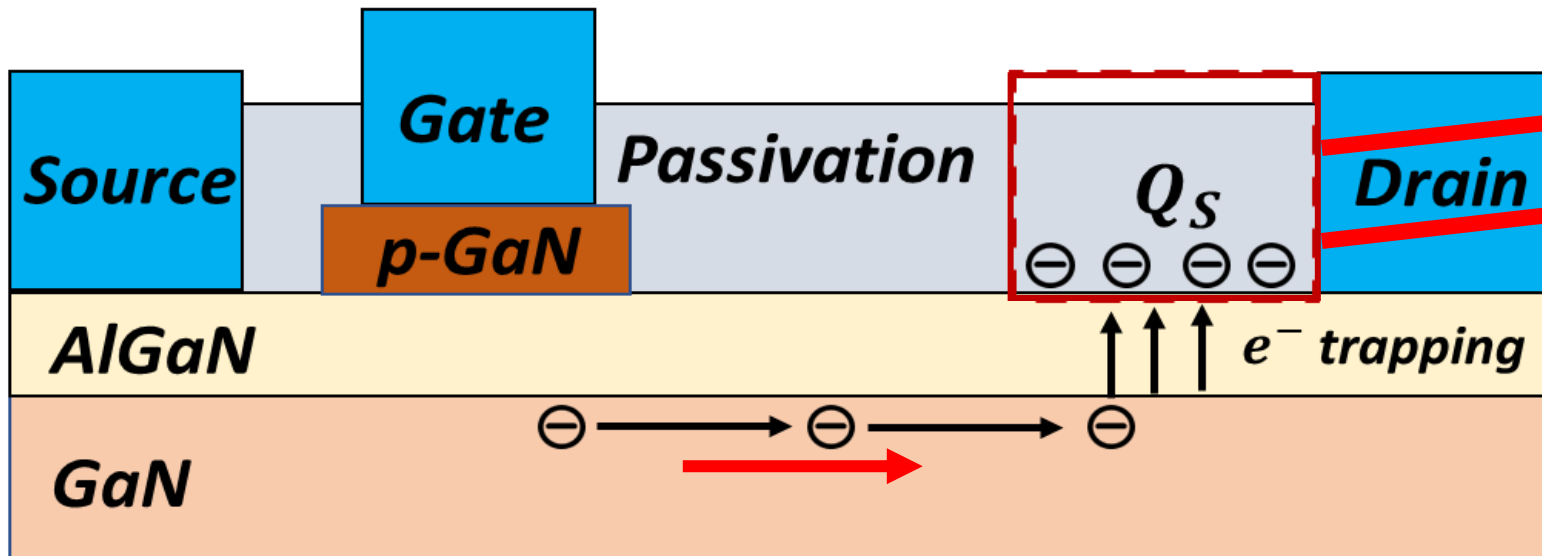 Gate
Source
Passivation
Q_S
Drain
p-GaN
⊖ ⊖ ⊖ ⊖
AlGaN
e⁻ trapping
⊖ ⊖ ⊖
GaN